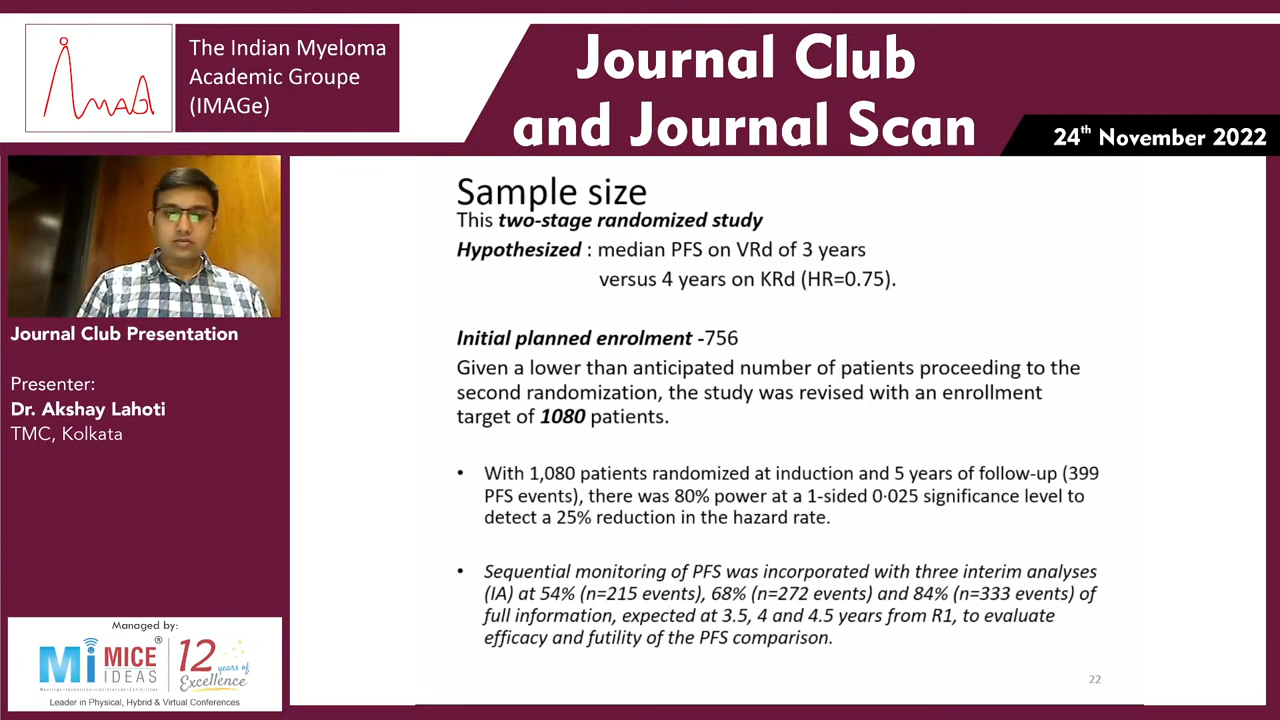 ImAGe
The Indian Myeloma
Academic Groupe
(IMAGe)
Journal Club
and Journal Scan
24th November 2022
Journal Club Presentation
Presenter:
Dr. Akshay Lahoti
TMC, Kolkata
Sample size
This two-stage randomized study
Hypothesized : median PFS on VRd of 3 years
versus 4 years on KRd (HR=0.75).
Initial planned enrolment -756
Given a lower than anticipated number of patients proceeding to the
second randomization, the study was revised with an enrollment
target of 1080 patients.
• With 1,080 patients randomized at induction and 5 years of follow-up (399
PFS events), there was 80% power at a 1-sided 0·025 significance level to
detect a 25% reduction in the hazard rate.
• Sequential monitoring of PFS was incorporated with three interim analyses
(IA) at 54% (n=215 events), 68% (n=272 events) and 84% (n=333 events) of
full information, expected at 3.5, 4 and 4.5 years from R1, to evaluate
efficacy and futility of the PFS comparison.
22
Managed by:
Mi MICE IDEAS ®
Meetings • Incentives • Conferences • Exhibitions
12 years of Excellence
Leader in Physical, Hybrid & Virtual Conferences